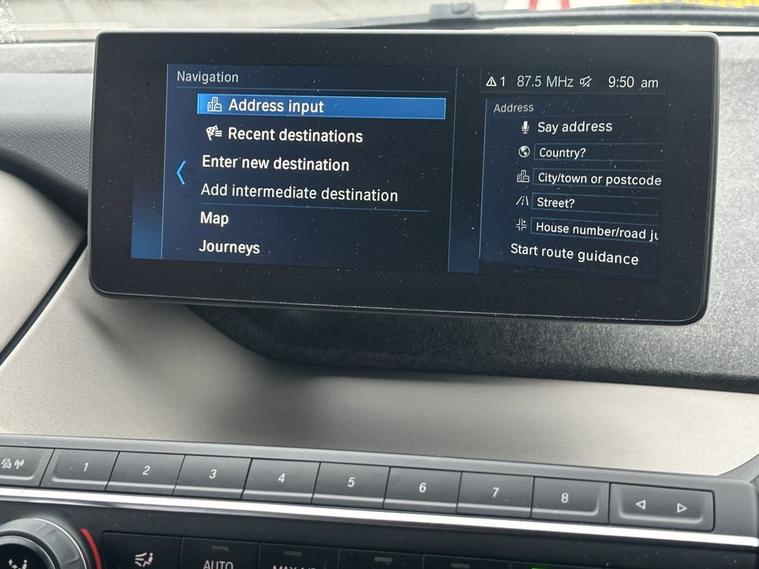 Navigation
Address input
Recent destinations
Enter new destination
Add intermediate destination
Map
Journeys
1 87.5 MHz 9:50 am
Address
Say address
Country?
City/town or postcode
Street?
House number/road ju
Start route guidance
1 2 3 4 5 6 7 8
AUTO